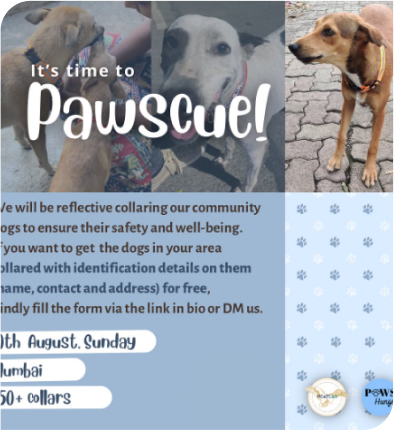 It's time to
Pawscue!
We will be reflective collaring our community
dogs to ensure their safety and well-being.
If you want to get the dogs in your area
collared with identification details on them
(name, contact and address) for free,
kindly fill the form via the link in bio or DM us.
0th August, Sunday
Mumbai
50+ collars